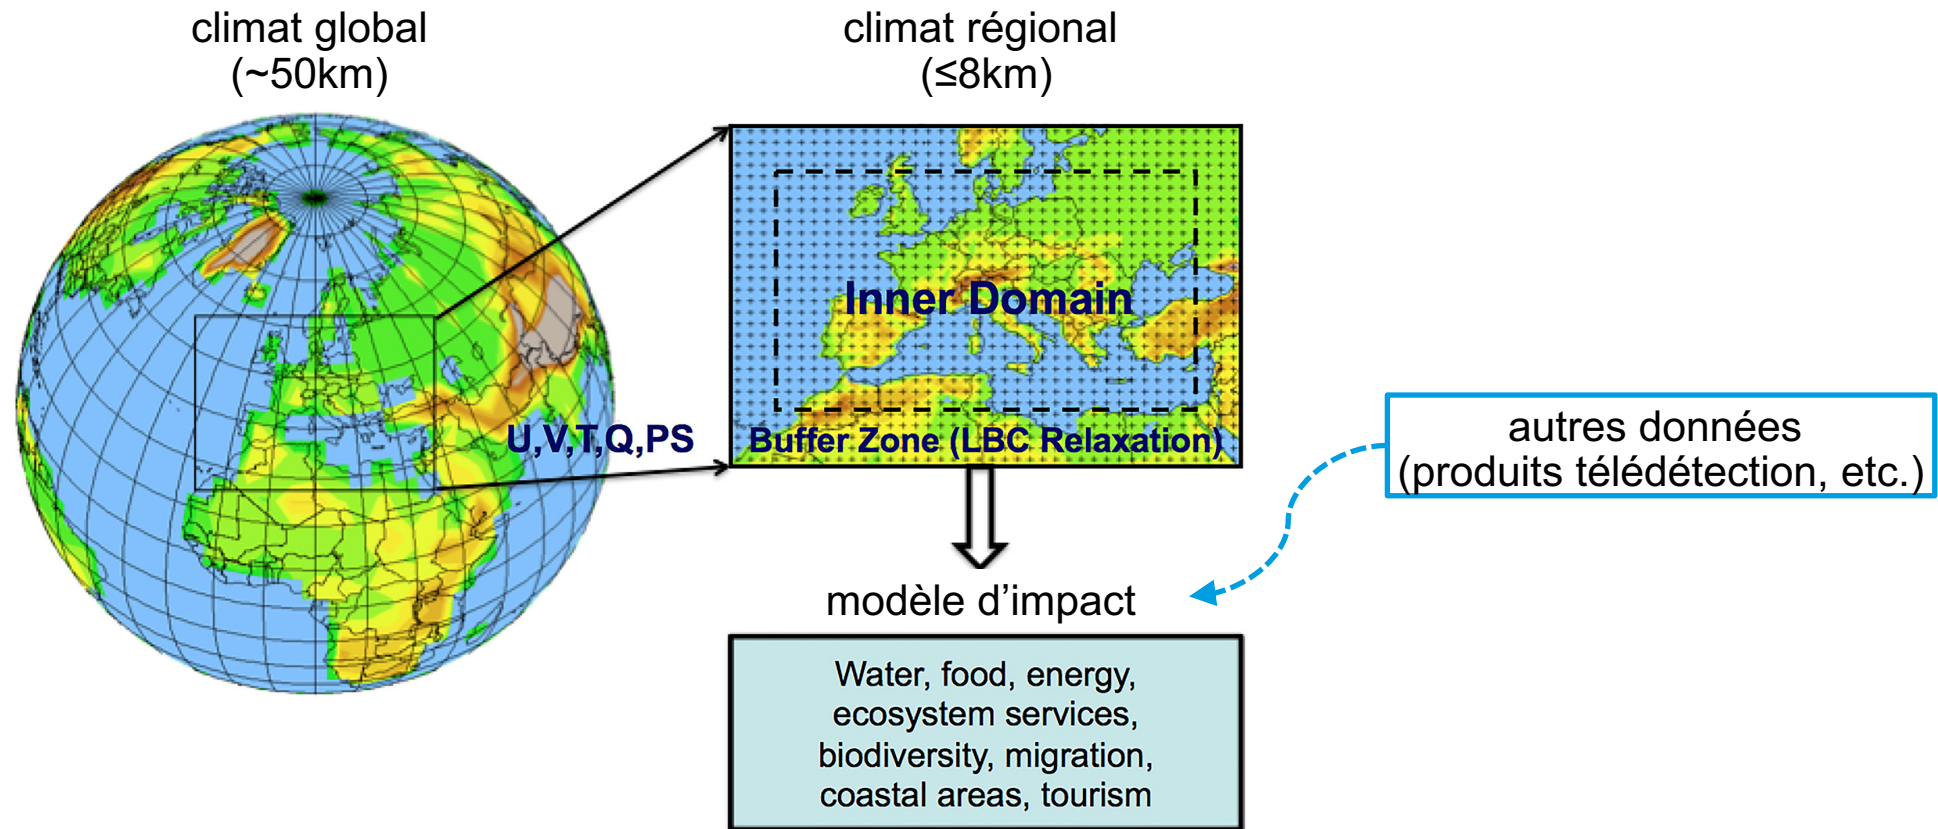 climat global
(~50km)
climat régional
(≤8km)
Inner Domain
U,V,T,Q,PS
Buffer Zone (LBC Relaxation)
autres données
(produits télédétection, etc.)
modèle d’impact
Water, food, energy,
ecosystem services,
biodiversity, migration,
coastal areas, tourism